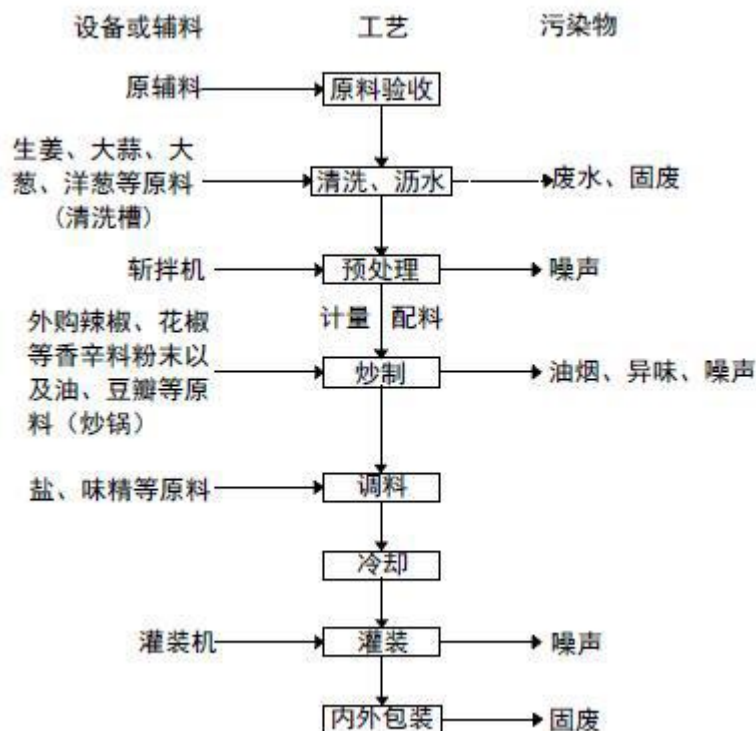 设备或辅料 工艺 污染物
原辅料 原料验收
生姜、大蒜、大
葱、洋葱等原料
(清洗槽)
清洗、沥水 废水、固废
斩拌机 预处理 噪声
计量 配料
外购辣椒、花椒
等香辛料粉末以
及油、豆瓣等原
料（炒锅）
炒制 油烟、异味、噪声
盐、味精等原料 调料
冷却
灌装机 灌装 噪声
内外包装 固废